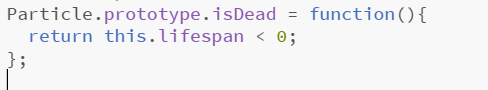 Particle.prototype.isDead = function(){
  return this.lifespan < 0;
};